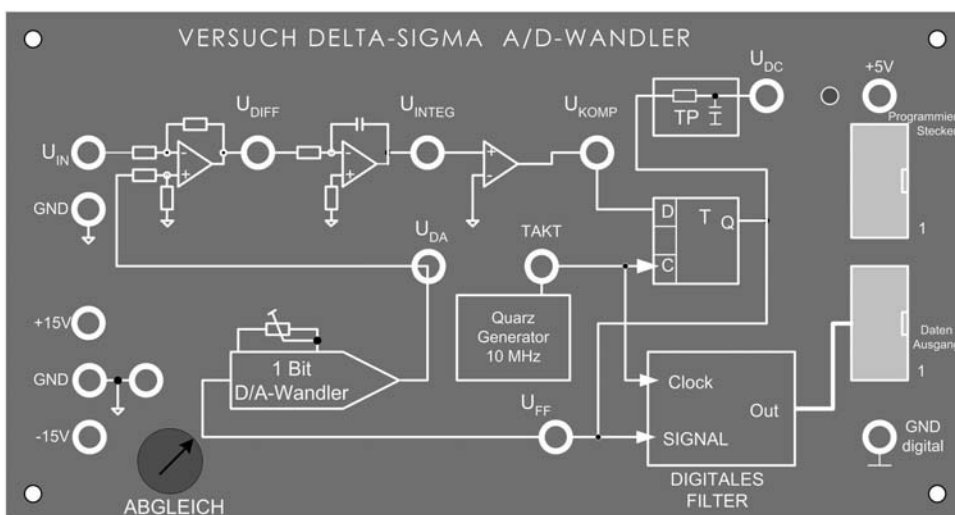 VERSUCH DELTA-SIGMA A/D-WANDLER
U_DC
+5V
U_DIFF
U_INTEG
U_KOMP
TP
Programmier
Stecker
U_IN
-
+
-
+
+
-
D
T
Q
C
1
GND
U_DA
TAKT
+15V
Quarz
Generator
10 MHz
Daten
Ausgang
1
1 Bit
D/A-Wandler
GND
Clock
Out
U_FF
SIGNAL
-15V
GND
digital
DIGITALES
FILTER
ABGLEICH